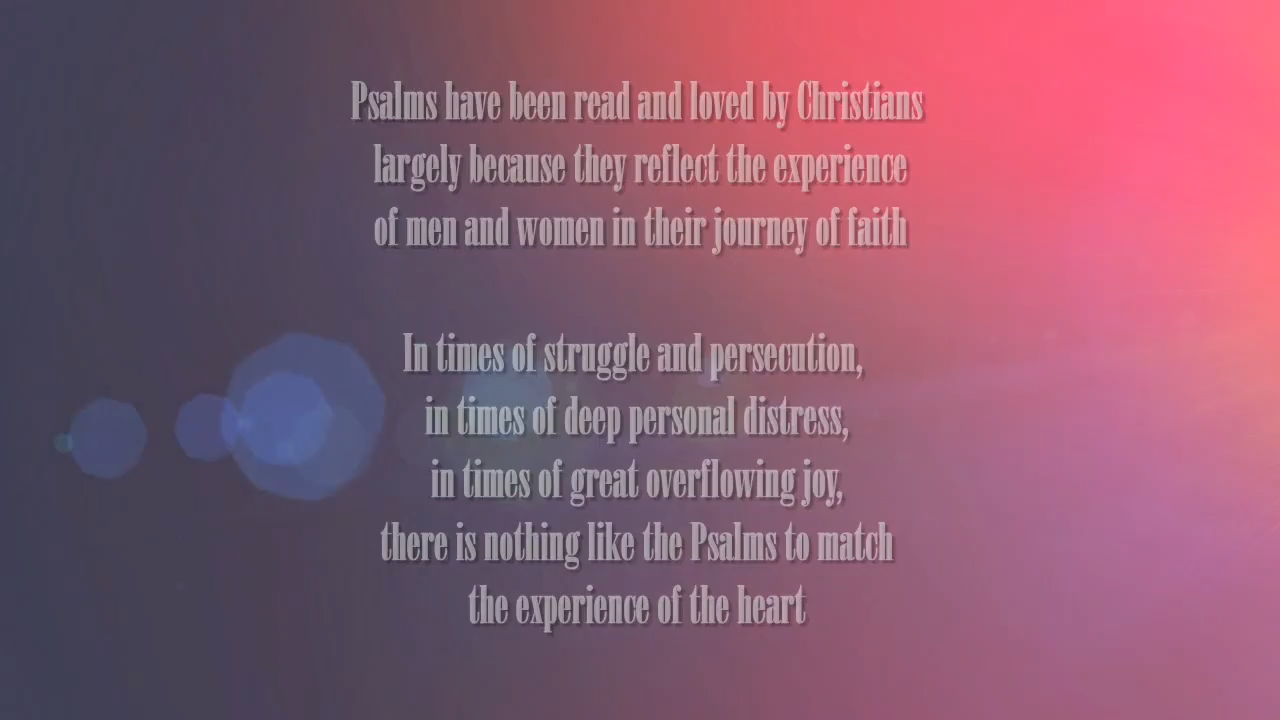 Psalms have been read and loved by Christians
largely because they reflect the experience
of men and women in their journey of faith
In times of struggle and persecution,
in times of deep personal distress,
in times of great overflowing joy,
there is nothing like the Psalms to match
the experience of the heart